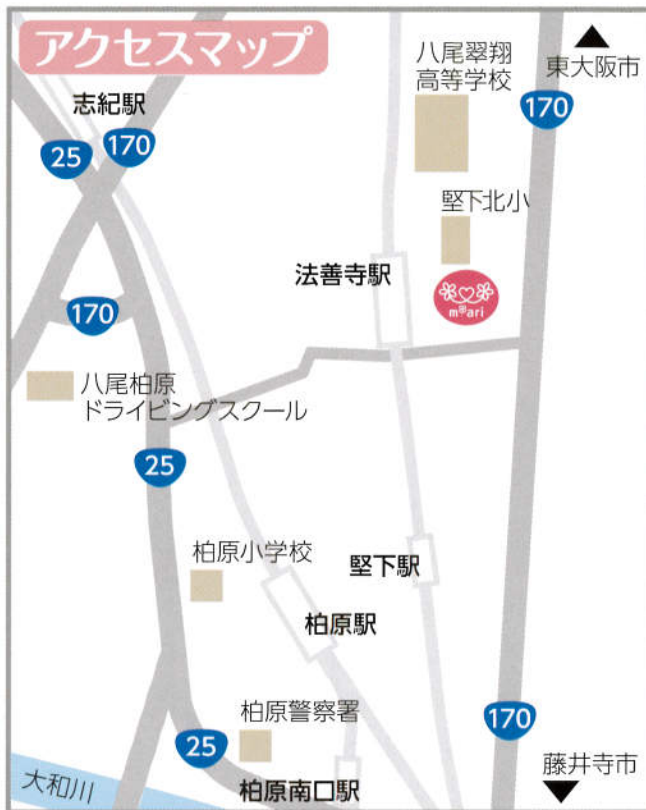 アクセスマップ
八尾翠翔
高等学校
東大阪市
志紀駅
170
25
170
堅下北小
法善寺駅
170
八尾柏原
ドライビングスクール
25
柏原小学校
堅下駅
柏原駅
柏原警察署
170
25
藤井寺市
大和川
柏原南口駅